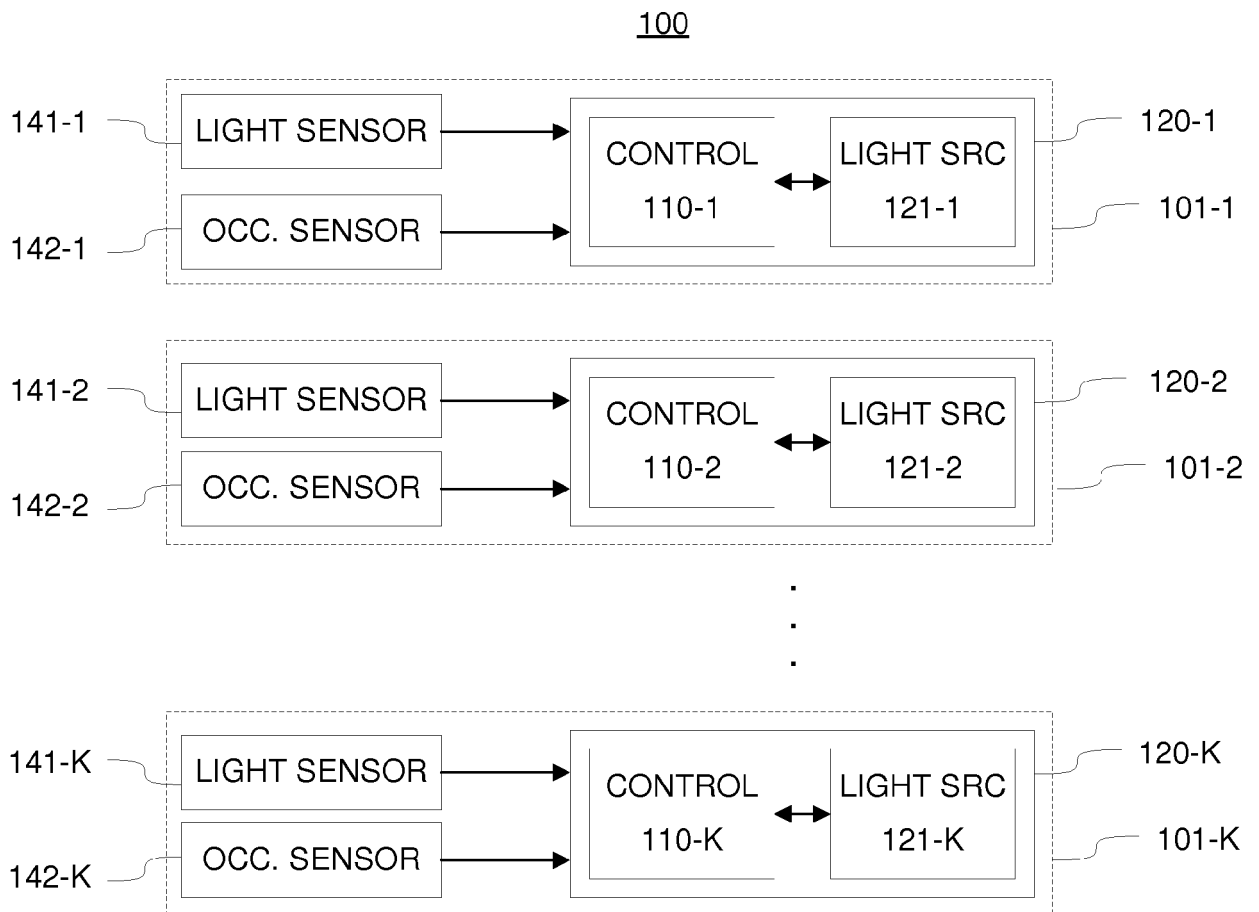 100
141-1
LIGHT SENSOR
CONTROL
LIGHT SRC
120-1
110-1
121-1
101-1
142-1
OCC. SENSOR
141-2
LIGHT SENSOR
CONTROL
LIGHT SRC
120-2
110-2
121-2
101-2
142-2
OCC. SENSOR
.
.
.
141-K
LIGHT SENSOR
CONTROL
LIGHT SRC
120-K
110-K
121-K
101-K
142-K
OCC. SENSOR